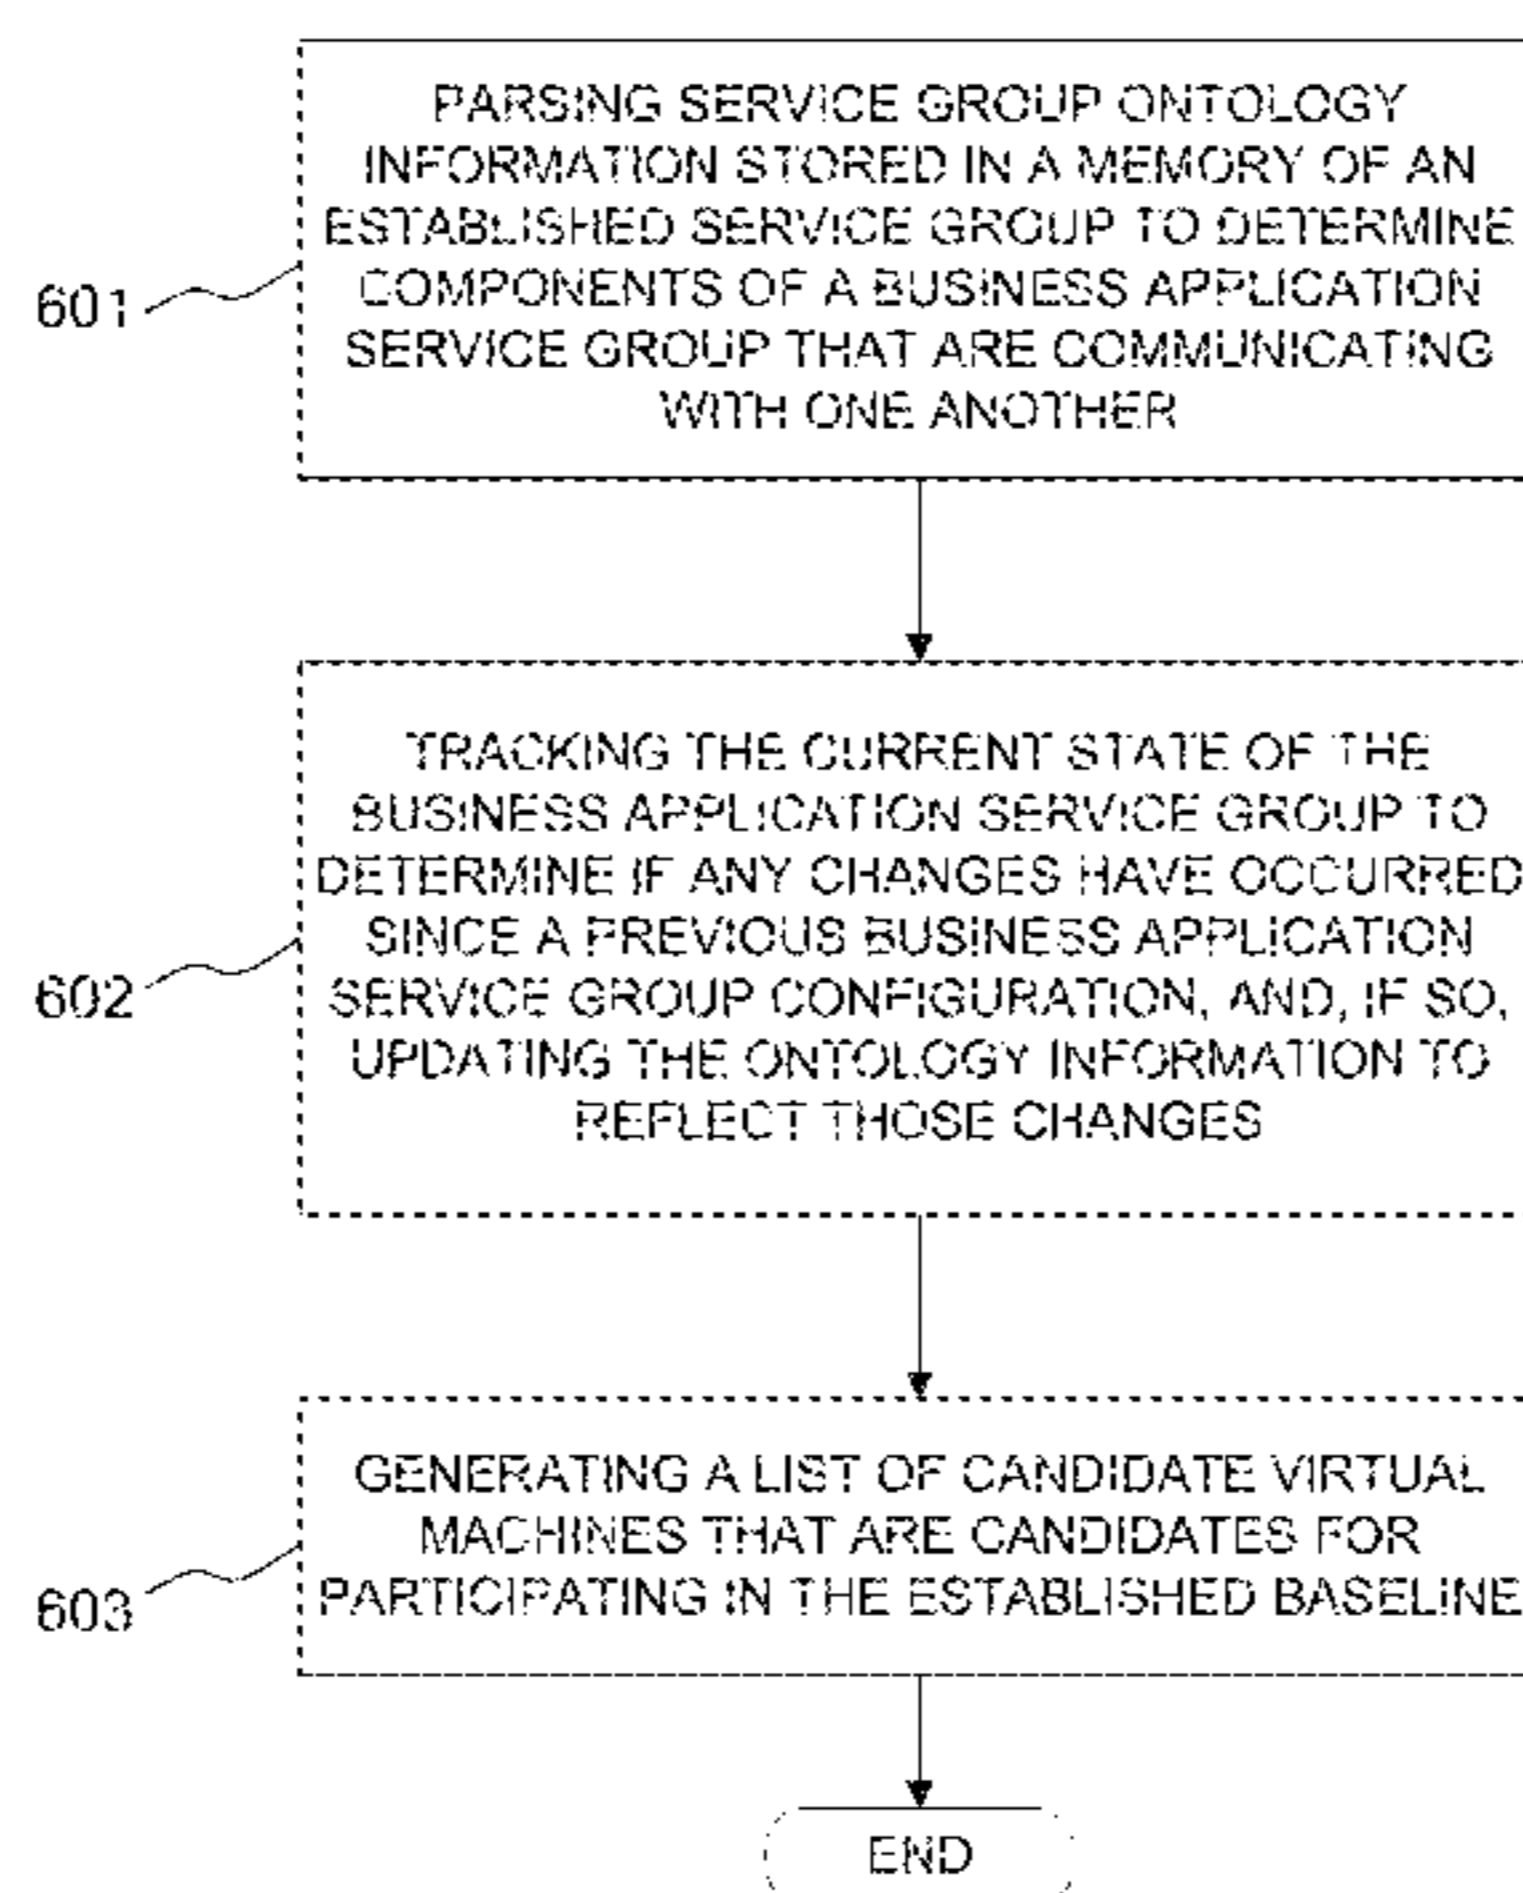 PARSING SERVICE GROUP ONTOLOGY
INFORMATION STORED IN A MEMORY OF AN
ESTABLISHED SERVICE GROUP TO DETERMINE
COMPONENTS OF A BUSINESS APPLICATION
SERVICE GROUP THAT ARE COMMUNICATING
WITH ONE ANOTHER
601
TRACKING THE CURRENT STATE OF THE
BUSINESS APPLICATION SERVICE GROUP TO
DETERMINE IF ANY CHANGES HAVE OCCURRED
SINCE A PREVIOUS BUSINESS APPLICATION
SERVICE GROUP CONFIGURATION, AND, IF SO,
UPDATING THE ONTOLOGY INFORMATION TO
REFLECT THOSE CHANGES
602
GENERATING A LIST OF CANDIDATE VIRTUAL
MACHINES THAT ARE CANDIDATES FOR
PARTICIPATING IN THE ESTABLISHED BASELINE
603
END